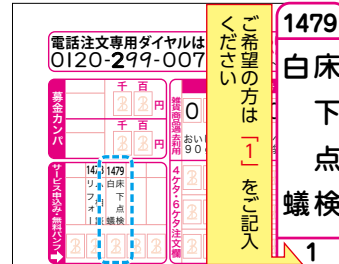 電話注文専用ダイヤルは
0120-299-007
募金カンパ
千 百
円
千 百
円
雑貨商品過去利用
0
おい
90
サービス申込み・無料パンフ
147
リフォー
1479
白床下
蟻点検
4ケタ・6ケタ注文欄
ご希望の方は「1」をご記入
ください
1479
白床下
蟻点検
1